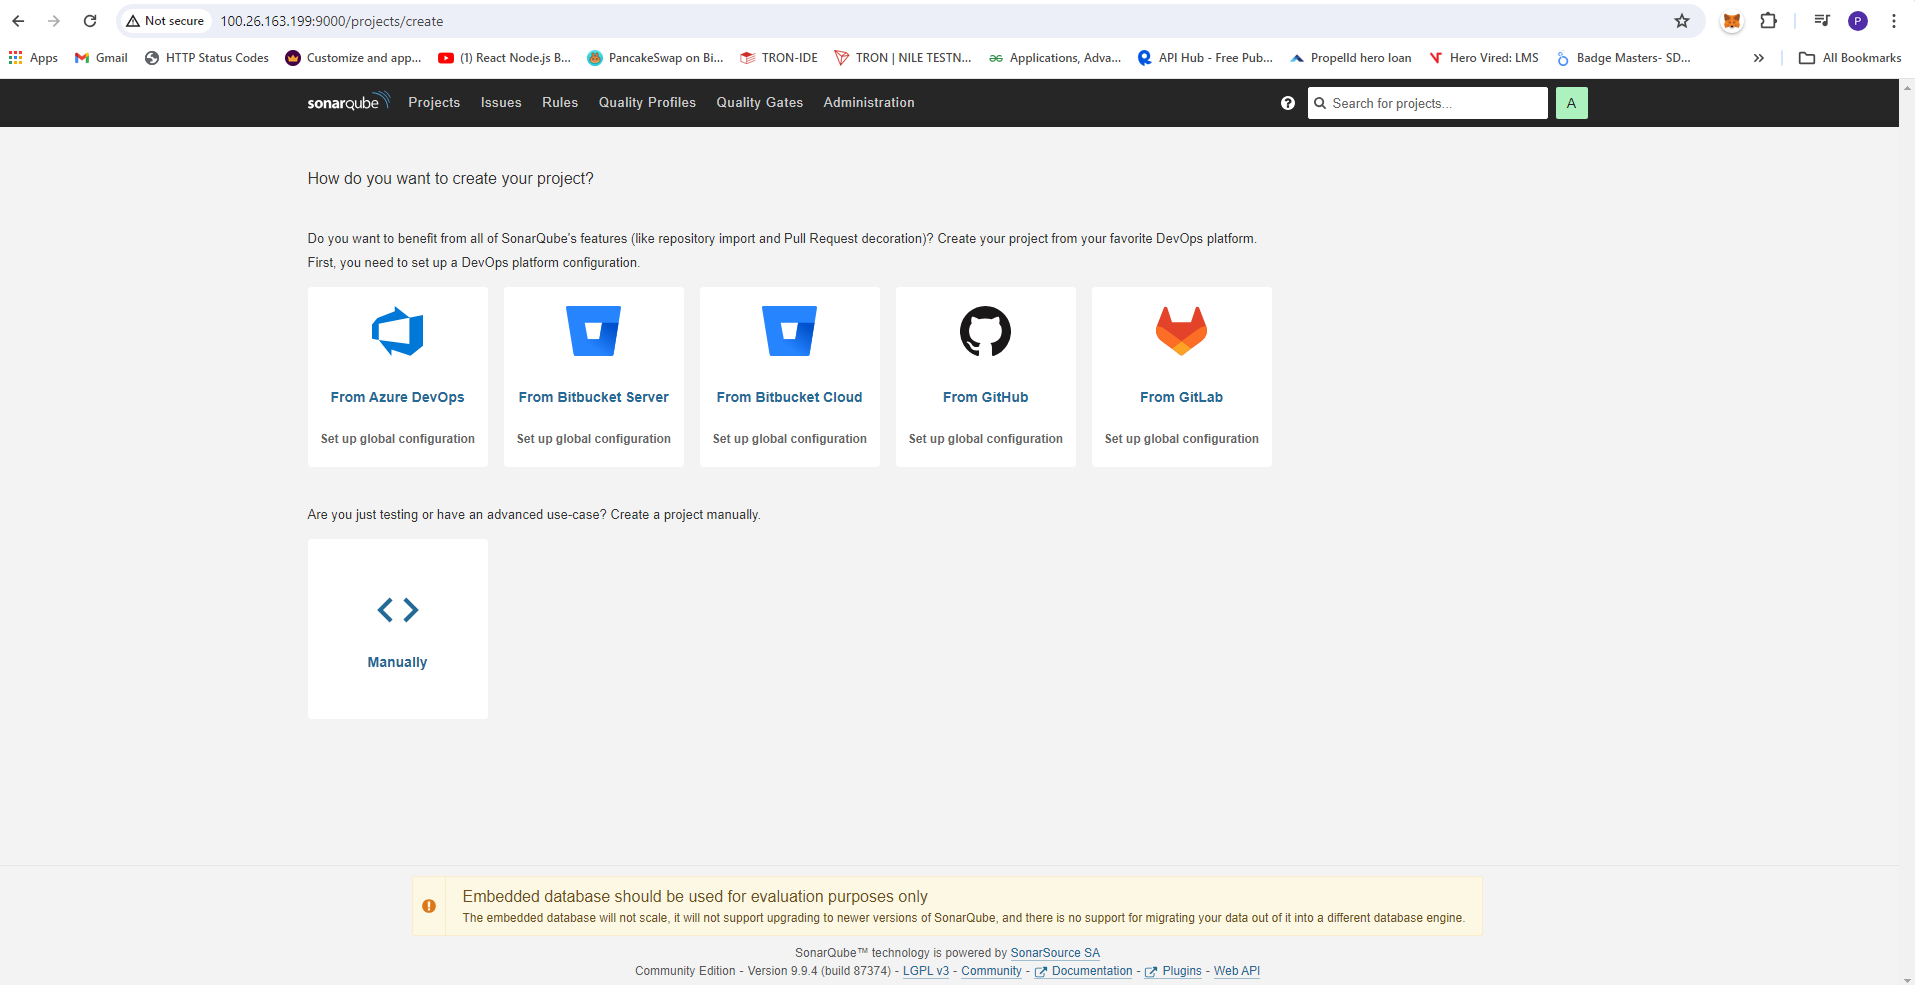 Not secure 100.26.163.199:9000/projects/create P
Apps Gmail HTTP Status Codes Customize and app... (1) React Node.js B... PancakeSwap on Bi... TRON-IDE TRON | NILE TESTN... Applications, Adva... API Hub - Free Pub... Propelld hero loan Hero Vired: LMS Badge Masters- SD... » All Bookmarks
sonarqube Projects Issues Rules Quality Profiles Quality Gates Administration ? Search for projects... A
How do you want to create your project?
Do you want to benefit from all of SonarQube's features (like repository import and Pull Request decoration)? Create your project from your favorite DevOps platform.
First, you need to set up a DevOps platform configuration.
From Azure DevOps From Bitbucket Server From Bitbucket Cloud From GitHub From GitLab
Set up global configuration Set up global configuration Set up global configuration Set up global configuration Set up global configuration
Are you just testing or have an advanced use-case? Create a project manually.
Manually
Embedded database should be used for evaluation purposes only
The embedded database will not scale, it will not support upgrading to newer versions of SonarQube, and there is no support for migrating your data out of it into a different database engine.
SonarQube™ technology is powered by SonarSource SA
Community Edition - Version 9.9.4 (build 87374) - LGPL v3 - Community - Documentation - Plugins - Web API